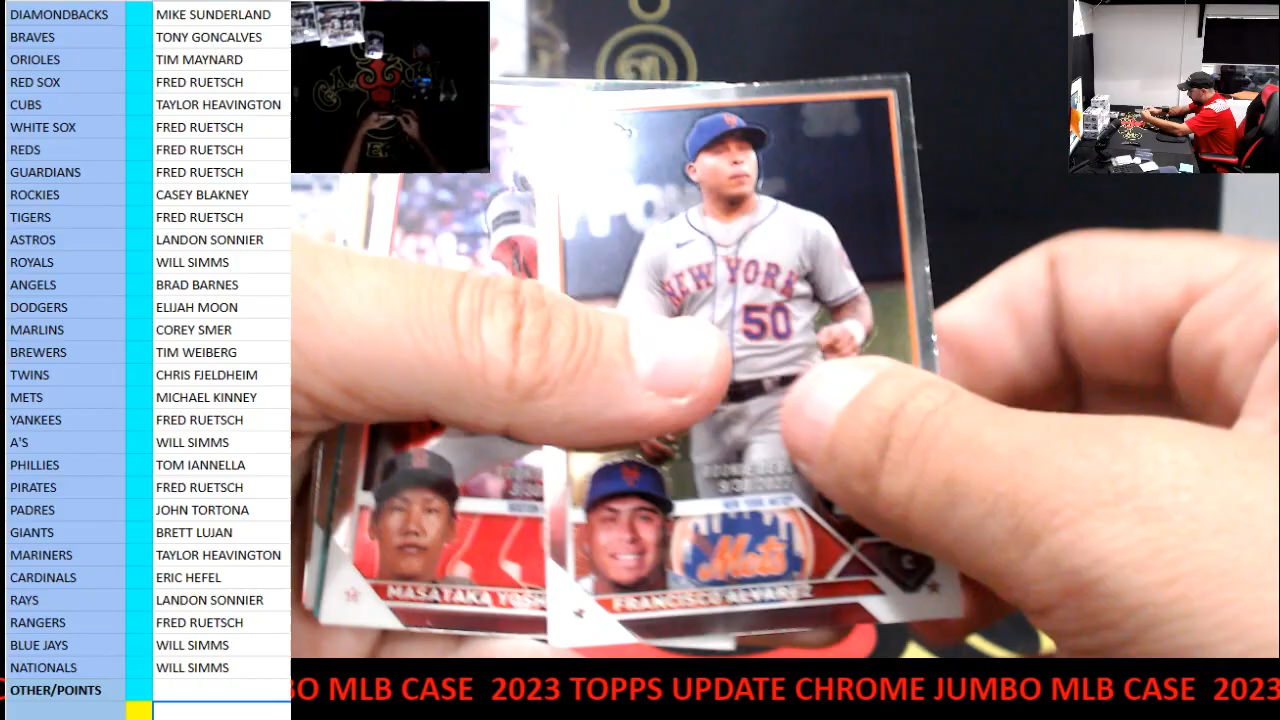 DIAMONDBACKS MIKE SUNDERLAND
BRAVES TONY GONCALVES
ORIOLES TIM MAYNARD
RED SOX FRED RUETSCH
CUBS TAYLOR HEAVINGTON
WHITE SOX FRED RUETSCH
REDS FRED RUETSCH
GUARDIANS FRED RUETSCH
ROCKIES CASEY BLAKNEY
TIGERS FRED RUETSCH
ASTROS LANDON SONNIER
ROYALS WILL SIMMS
ANGELS BRAD BARNES
DODGERS ELIJAH MOON
MARLINS COREY SMER
BREWERS TIM WEIBERG
TWINS CHRIS FJELDHEIM
METS MICHAEL KINNEY
YANKEES FRED RUETSCH
A'S WILL SIMMS
PHILLIES TOM IANNELLA
PIRATES FRED RUETSCH
PADRES JOHN TORTONA
GIANTS BRETT LUJAN
MARINERS TAYLOR HEAVINGTON
CARDINALS ERIC HEFEL
RAYS LANDON SONNIER
RANGERS FRED RUETSCH
BLUE JAYS WILL SIMMS
NATIONALS WILL SIMMS
OTHER/POINTS
NEW YORK
50
NEW YORK METS
Mets
C
MASATAKA YOSH
FRANCISCO ALVAREZ
BO MLB CASE 2023 TOPPS UPDATE CHROME JUMBO MLB CASE 2023